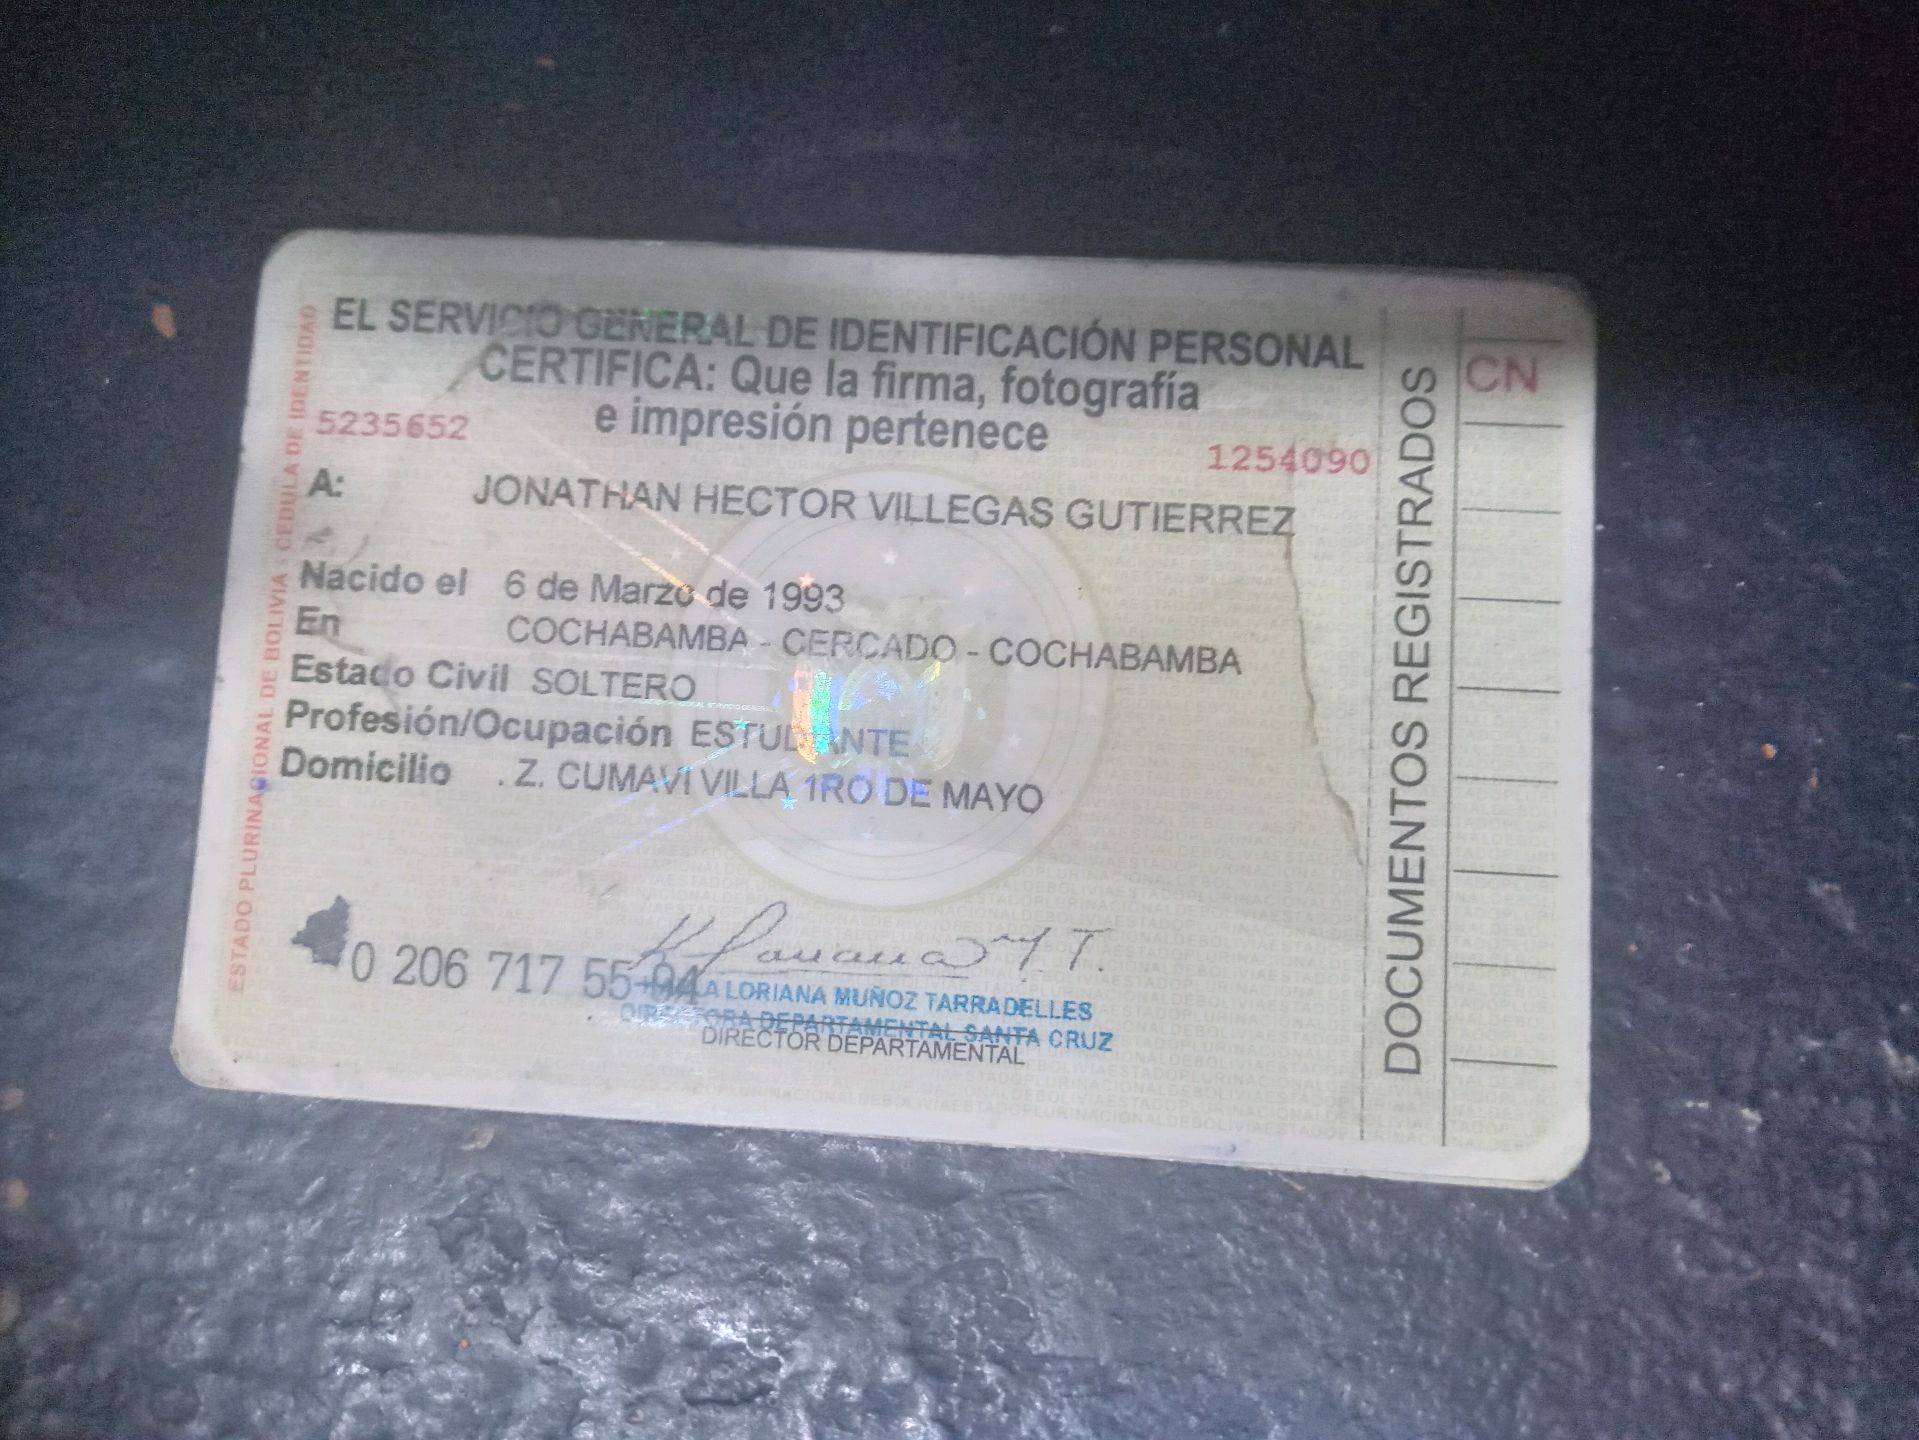 EL SERVICIO GENERAL DE IDENTIFICACIÓN PERSONAL
CERTIFICA: Que la firma, fotografía
e impresión pertenece
5235652
1254090
A: JONATHAN HECTOR VILLEGAS GUTIERREZ
Nacido el 6 de Marzo de 1993
En COCHABAMBA - CERCADO - COCHABAMBA
Estado Civil SOLTERO
Profesión/Ocupación ESTUDIANTE
Domicilio . Z. CUMAVI VILLA 1RO DE MAYO
0 206 717 55-94
LORIANA MUÑOZ TARRADELLES
DIRECTORA DEPARTAMENTAL SANTA CRUZ
DIRECTOR DEPARTAMENTAL
ESTADO PLURINACIONAL DE BOLIVIA - CEDULA DE IDENTIDAD
DOCUMENTOS REGISTRADOS
CN